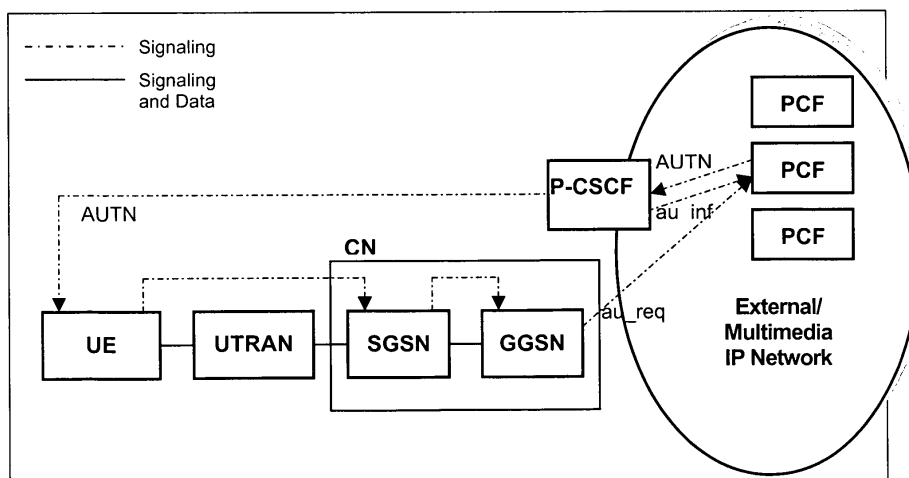 Signaling
Signaling
and Data
PCF
AUTN
PCF
P-CSCF
AUTN
au_inf
PCF
CN
au_req
External/
Multimedia
IP Network
UE
UTRAN
SGSN
GGSN